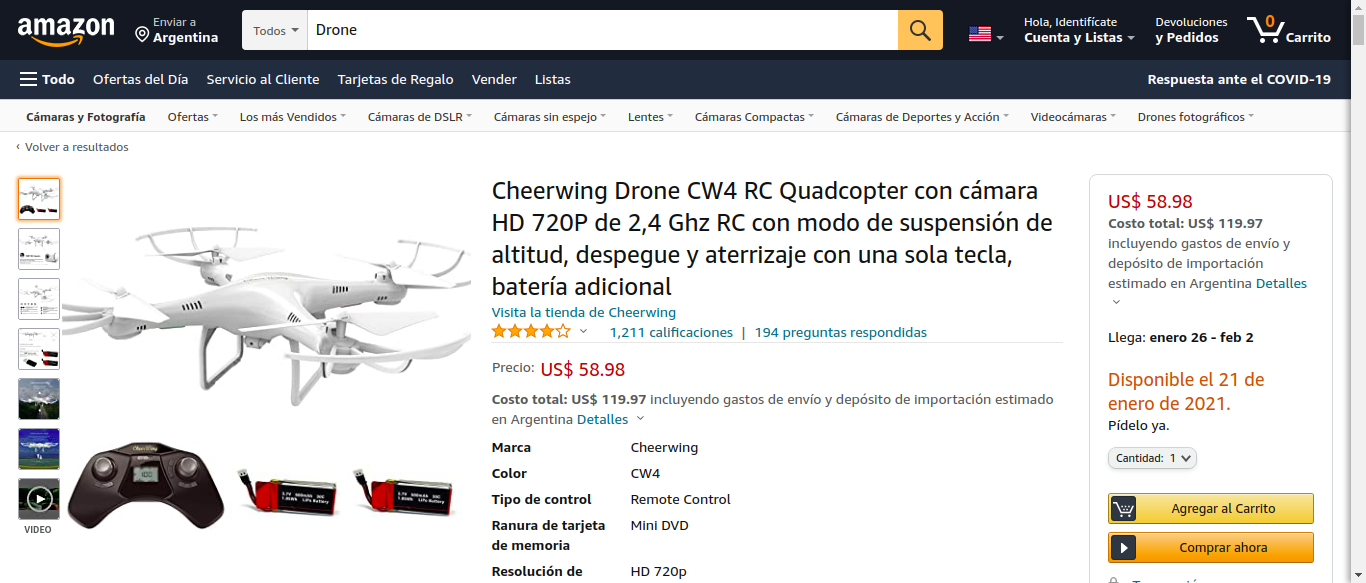 amazon
Enviar a
Argentina
Todos
Drone
Hola, Identifícate
Cuenta y Listas
Devoluciones
y Pedidos
0
Carrito
Todo
Ofertas del Día
Servicio al Cliente
Tarjetas de Regalo
Vender
Listas
Respuesta ante el COVID-19
Cámaras y Fotografía
Ofertas
Los más Vendidos
Cámaras de DSLR
Cámaras sin espejo
Lentes
Cámaras Compactas
Cámaras de Deportes y Acción
Videocámaras
Drones fotográficos
‹ Volver a resultados
VIDEO
Cheerwing Drone CW4 RC Quadcopter con cámara
HD 720P de 2,4 Ghz RC con modo de suspensión de
altitud, despegue y aterrizaje con una sola tecla,
batería adicional
Visita la tienda de Cheerwing
1,211 calificaciones | 194 preguntas respondidas
Precio: US$ 58.98
Costo total: US$ 119.97 incluyendo gastos de envío y depósito de importación estimado
en Argentina Detalles
Marca Cheerwing
Color CW4
Tipo de control Remote Control
Ranura de tarjeta Mini DVD
de memoria
Resolución de HD 720p
US$ 58.98
Costo total: US$ 119.97
incluyendo gastos de envío y
depósito de importación
estimado en Argentina Detalles
Llega: enero 26 - feb 2
Disponible el 21 de
enero de 2021.
Pídelo ya.
Cantidad: 1
Agregar al Carrito
Comprar ahora